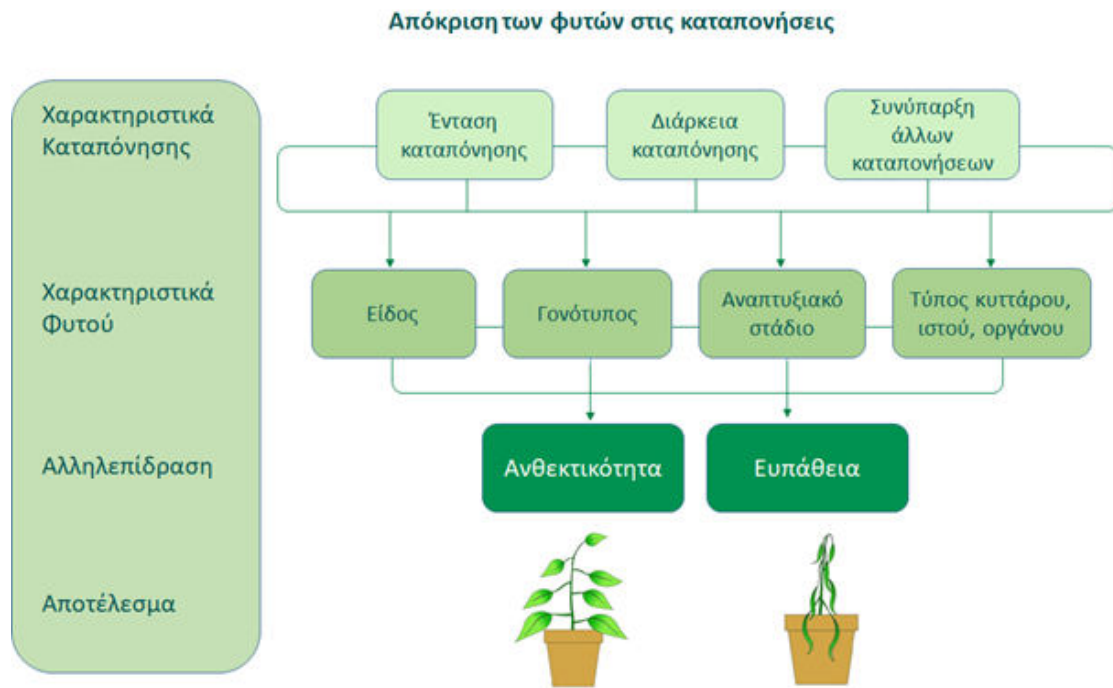 Απόκριση των φυτών στις καταπονήσεις
Χαρακτηριστικά
Καταπόνησης
Ένταση
καταπόνησης
Διάρκεια
καταπόνησης
Συνύπαρξη
άλλων
καταπονήσεων
Χαρακτηριστικά
Φυτού
Είδος
Γονότυπος
Αναπτυξιακό
στάδιο
Τύπος κυττάρου,
ιστού, οργάνου
Αλληλεπίδραση
Ανθεκτικότητα
Ευπάθεια
Αποτέλεσμα